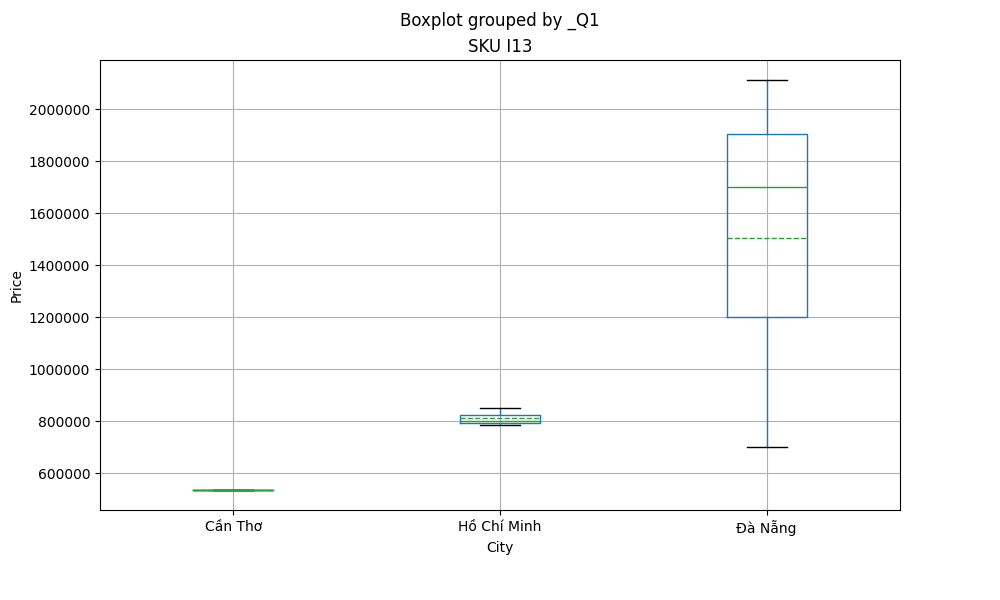 Boxplot grouped by _Q1
SKU I13
2000000
1800000
1600000
1400000
1200000
1000000
800000
600000
Price
Cần Thơ
Hồ Chí Minh
Đà Nẵng
City